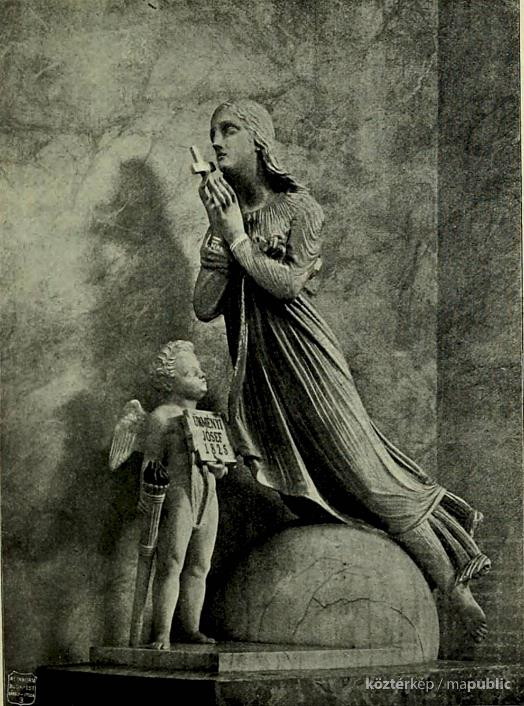 ÜRMÉNYI
JÓSEF
1825
köztérkép / mapublic